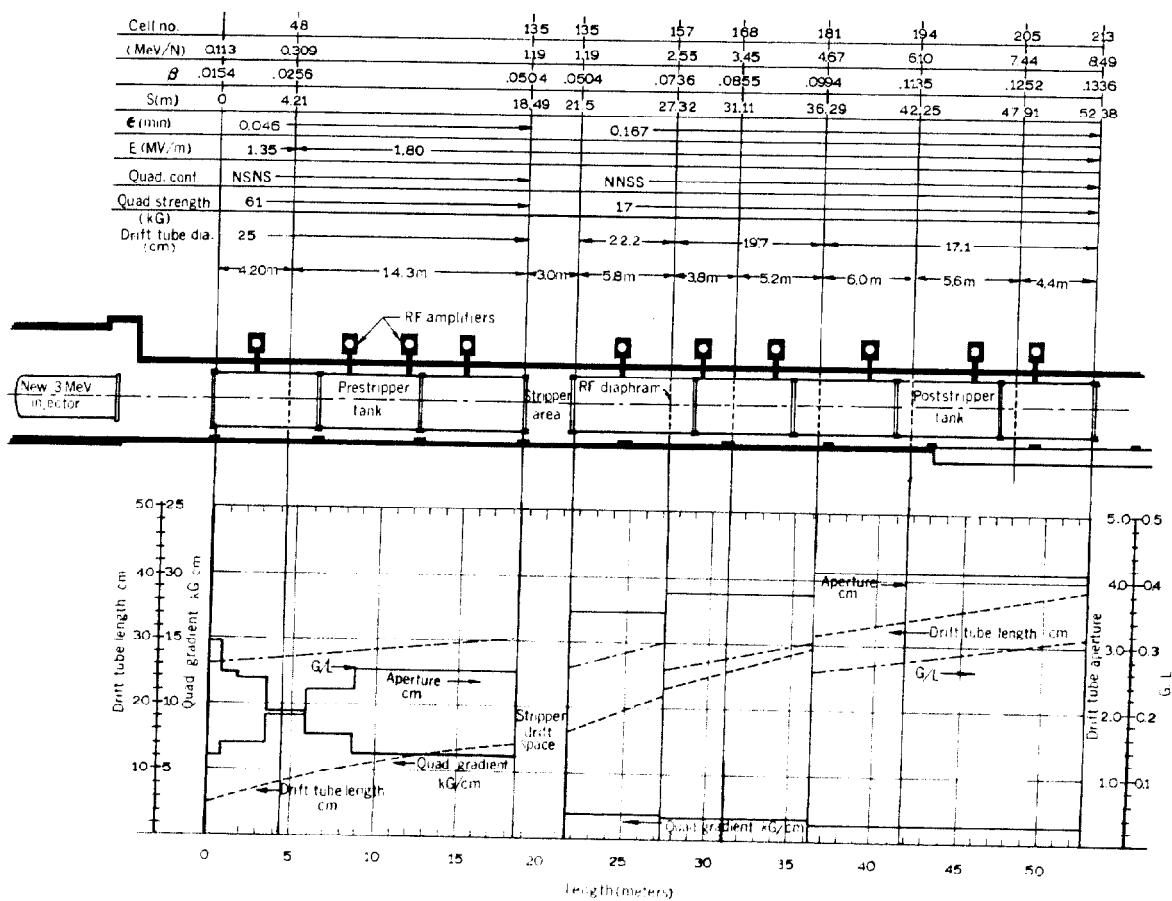 Cell no. 48 135 135 157 168 181 194 205 213
(MeV/N) 0.113 0.309 1.19 1.19 2.55 3.45 4.67 6.10 7.44 8.49
β .0154 .0256 .0504 .0504 .0736 .0855 .0994 .1135 .1252 .1336
S(m) 0 4.21 18.49 21.5 27.32 31.11 36.29 42.25 47.91 52.38
ϵ (min) 0.046 0.167
E (MV/m) 1.35 1.80
Quad. conf. NSNS NNSS
Quad strength 61 17
(kG)
Drift tube dia. 25 22.2 19.7 17.1
(cm)
4.20m 14.3m 3.0m 5.8m 3.8m 5.2m 6.0m 5.6m 4.4m
RF amplifiers
New 3 MeV
injector
Prestripper
tank
Stripper
area
RF diaphram
Poststripper
tank
50 25 5.0 0.5
40 30 4.0 0.4
30 15 3.0 0.3
20 10 2.0 0.2
10 5 1.0 0.1
Drift tube length cm
Quad gradient kG/cm
G/L
Aperture
cm
Stripper
drift
space
Quad gradient
kG/cm
Drift tube length
cm
Aperture
cm
Drift tube length cm
G/L
Quad gradient kG/cm
Drift tube aperture
G/L
0 5 10 15 20 25 30 35 40 45 50
Length (meters)